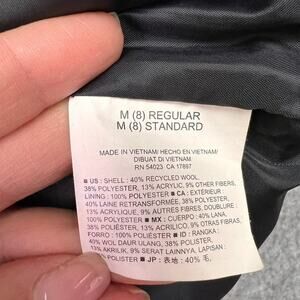 M (8) REGULAR
M (8) STANDARD
MADE IN VIETNAM/ HECHO EN VIETNAM/
DIBUAT DI VIETNAM
RN 54023 CA 17897
■ US : SHELL : 40% RECYCLED WOOL
38% POLYESTER, 13% ACRYLIC, 9% OTHER FIBERS,
LINING : 100% POLYESTER ■ CA : EXTÉRIEUR :
40% LAINE RETRANSFORMÉE, 38% POLYESTER,
13% ACRYLIQUE, 9% AUTRES FIBRES, DOUBLURE :
100% POLYESTER ■ MX : CUERPO : 40% LANA,
38% POLIÉSTER, 13% ACRÍLICO, 9% OTRAS FIBRAS,
FORRO : 100% POLIÉSTER ■ ID : RANGKA :
40% WOL DAUR ULANG, 38% POLISTER,
13% AKRILIK, 9% SERAT LAINNYA, LAPISAN :
POLISTER ■ JP : 表地 : 40% 毛,